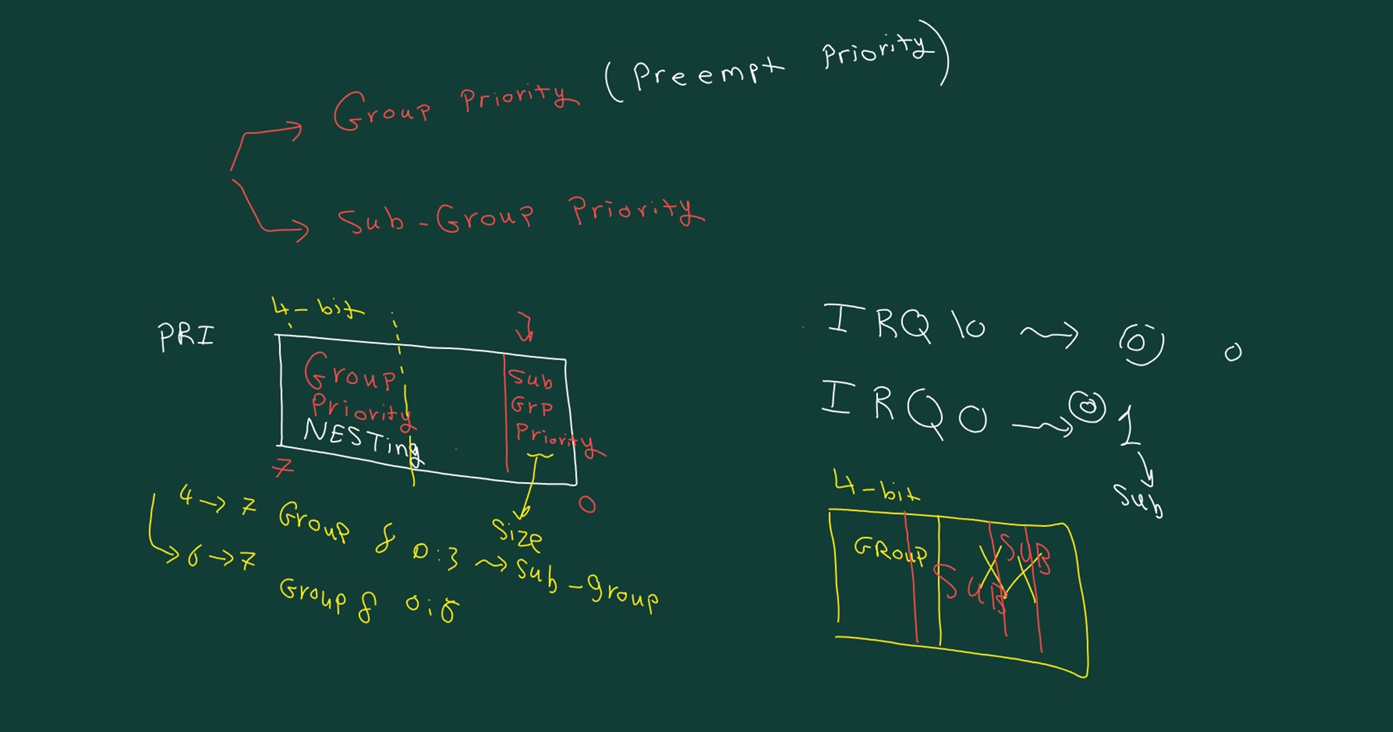 Group Priority (Preempt Priority)
Sub-Group Priority
4-bit
PRI
Group
Priority
NESTing
Sub
Grp
Priority
7
0
Size
4 → 7 Group & 0:3 → Sub-group
→ 6 → 7
Group & 0:5
IRQ 10 → 0 0
IRQ 0 → 0 1
Sub
4-bit
GROUP
SUB
SUB